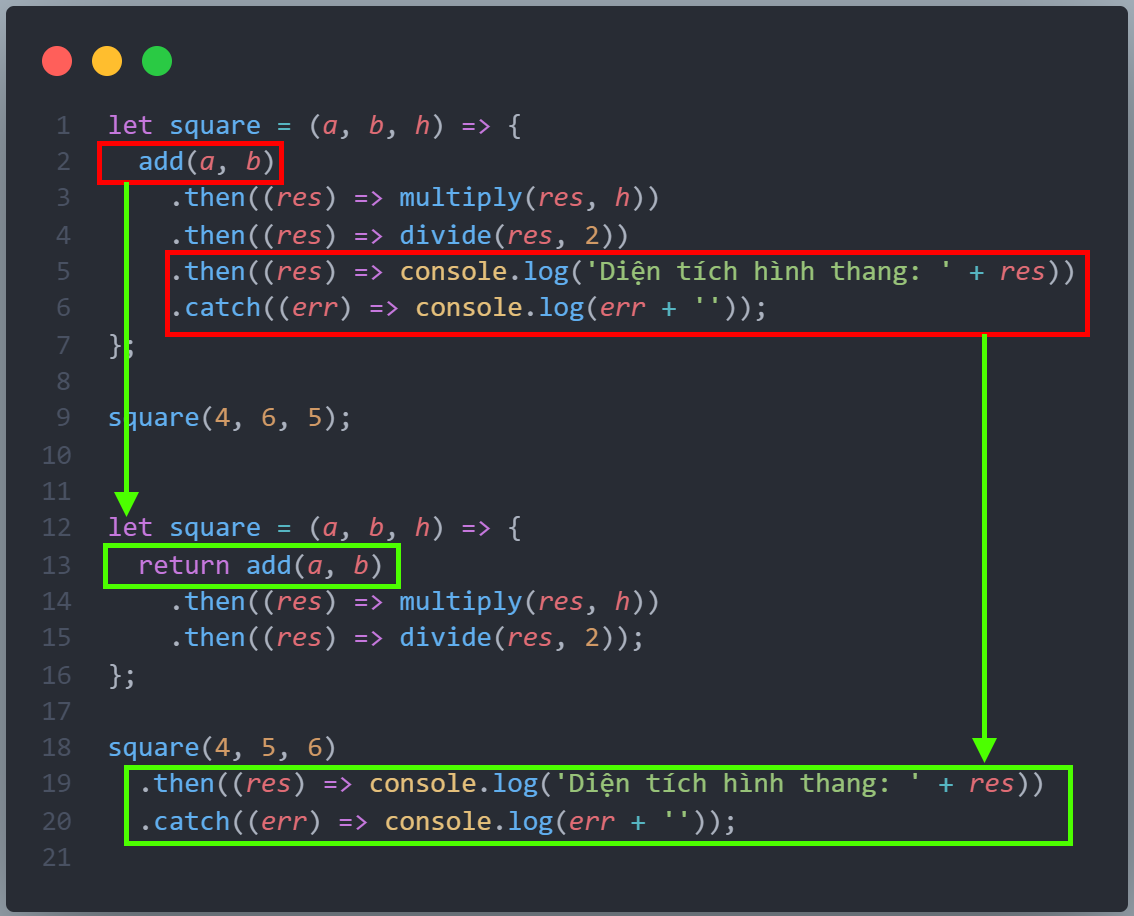 1 let square = (a, b, h) => {
2 add(a, b)
3 .then((res) => multiply(res, h))
4 .then((res) => divide(res, 2))
5 .then((res) => console.log('Diện tích hình thang: ' + res))
6 .catch((err) => console.log(err + ''));
7 };
8
9 square(4, 6, 5);
10
11
12 let square = (a, b, h) => {
13 return add(a, b)
14 .then((res) => multiply(res, h))
15 .then((res) => divide(res, 2));
16 };
17
18 square(4, 5, 6)
19 .then((res) => console.log('Diện tích hình thang: ' + res))
20 .catch((err) => console.log(err + ''));
21